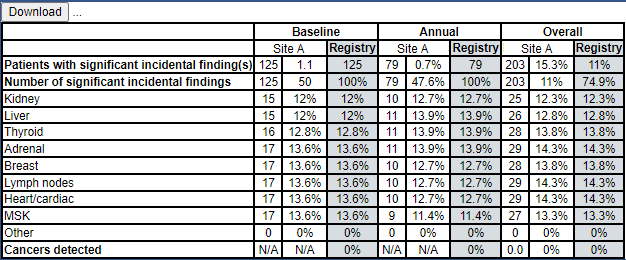 Download ...
Baseline Annual Overall
Site A Registry Site A Registry Site A Registry
Patients with significant incidental finding(s) 125 1.1 125 79 0.7% 79 203 15.3% 11%
Number of significant incidental findings 125 50 100% 79 47.6% 100% 203 11% 74.9%
Kidney 15 12% 12% 10 12.7% 12.7% 25 12.3% 12.3%
Liver 15 12% 12% 11 13.9% 13.9% 26 12.8% 12.8%
Thyroid 16 12.8% 12.8% 11 13.9% 13.9% 28 13.8% 13.8%
Adrenal 17 13.6% 13.6% 11 13.9% 13.9% 29 14.3% 14.3%
Breast 17 13.6% 13.6% 10 12.7% 12.7% 28 13.8% 13.8%
Lymph nodes 17 13.6% 13.6% 10 12.7% 12.7% 29 14.3% 14.3%
Heart/cardiac 17 13.6% 13.6% 10 12.7% 12.7% 29 14.3% 14.3%
MSK 17 13.6% 13.6% 9 11.4% 11.4% 27 13.3% 13.3%
Other 0 0% 0% 0 0% 0% 0 0% 0%
Cancers detected N/A N/A 0% N/A N/A 0% 0.0 0% 0%